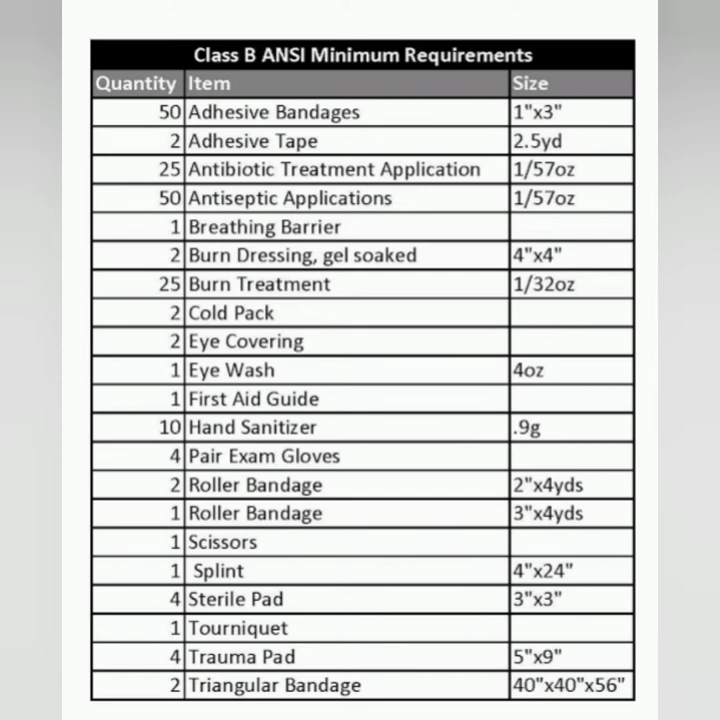 Class B ANSI Minimum Requirements
Quantity Item Size
50 Adhesive Bandages 1"x3"
2 Adhesive Tape 2.5yd
25 Antibiotic Treatment Application 1/57oz
50 Antiseptic Applications 1/57oz
1 Breathing Barrier
2 Burn Dressing, gel soaked 4"x4"
25 Burn Treatment 1/32oz
2 Cold Pack
2 Eye Covering
1 Eye Wash 4oz
1 First Aid Guide
10 Hand Sanitizer .9g
4 Pair Exam Gloves
2 Roller Bandage 2"x4yds
1 Roller Bandage 3"x4yds
1 Scissors
1 Splint 4"x24"
4 Sterile Pad 3"x3"
1 Tourniquet
4 Trauma Pad 5"x9"
2 Triangular Bandage 40"x40"x56"